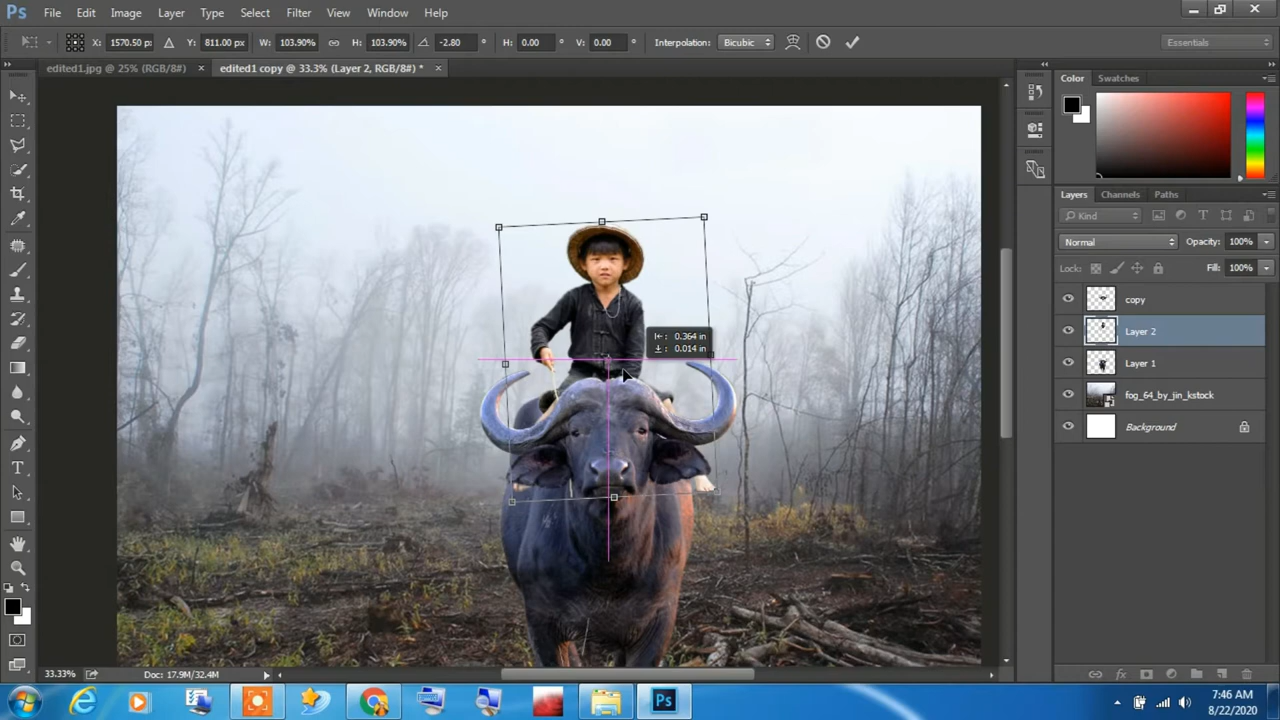 Ps File Edit Image Layer Type Select Filter View Window Help
X: 1570.50 px Y: 811.00 px W: 103.90% H: 103.90% -2.80 ° H: 0.00 ° V: 0.00 ° Interpolation: Bicubic Essentials
edited1.jpg @ 25% (RGB/8#) × edited1 copy @ 33.3% (Layer 2, RGB/8#) * ×
Color Swatches
Layers Channels Paths
Kind
Normal Opacity: 100%
Lock: Fill: 100%
copy
Layer 2
Layer 1
fog_64_by_jin_kstock
Background
0.364 in
0.014 in
33.33% Doc: 17.9M/32.4M
Ps
7:46 AM
8/22/2020